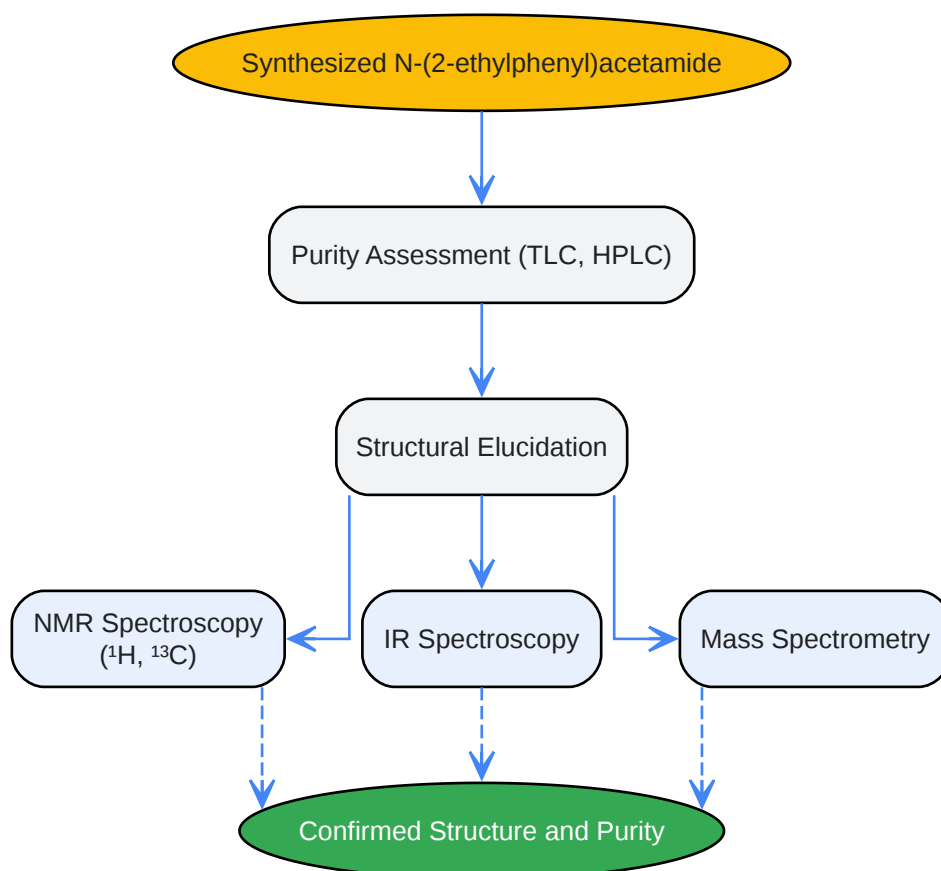 Synthesized N-(2-ethylphenyl)acetamide
Purity Assessment (TLC, HPLC)
Structural Elucidation
NMR Spectroscopy
(¹H, ¹³C)
IR Spectroscopy
Mass Spectrometry
Confirmed Structure and Purity